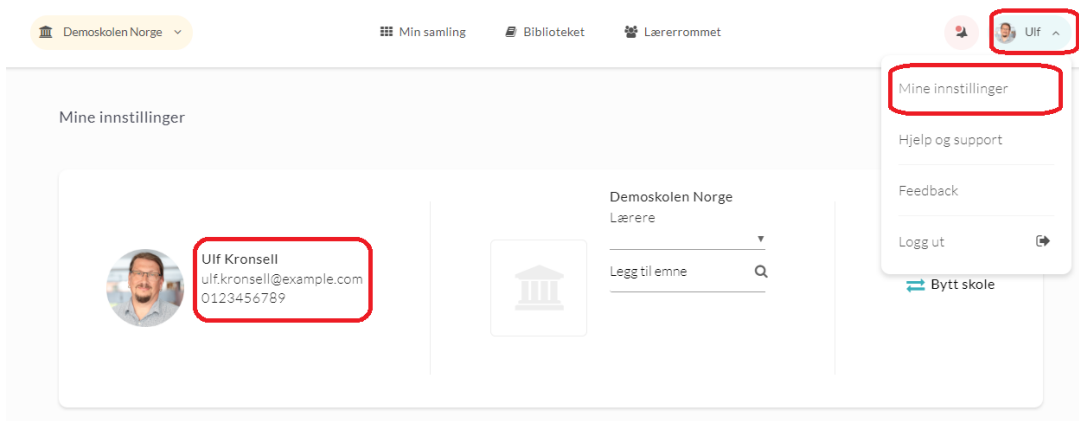 Demoskolen Norge
Min samling
Biblioteket
Lærerrommet
Ulf
Mine innstillinger
Hjelp og support
Feedback
Logg ut
Mine innstillinger
Ulf Kronsell
ulf.kronsell@example.com
0123456789
Demoskolen Norge
Lærere
Legg til emne
Bytt skole